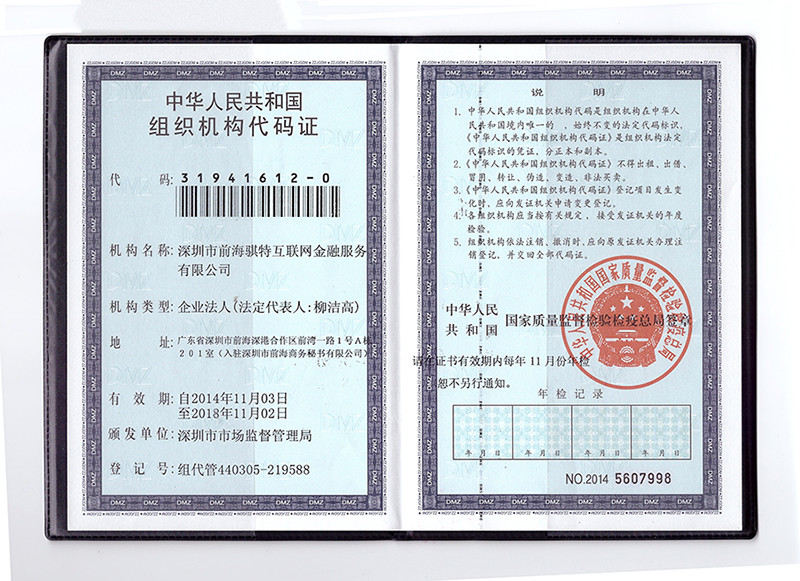 中华人民共和国
组织机构代码证
代 码: 31941612-0
机构名称: 深圳市前海骐特互联网金融服务
有限公司
机构类型: 企业法人(法定代表人:柳洁高)
地 址: 广东省深圳市前海深港合作区前湾一路1号A栋
201室(入驻深圳市前海商务秘书有限公司)
有 效 期: 自2014年11月03日
至2018年11月02日
颁发单位: 深圳市市场监督管理局
登 记 号: 组代管440305-219588
说 明
1. 中华人民共和国组织机构代码是组织机构在中华人
民共和国境内唯一的、始终不变的法定代码标识,
《中华人民共和国组织机构代码证》是组织机构法定
代码标识的凭证,分正本和副本。
2.《中华人民共和国组织机构代码证》不得出租、出借、
冒用、转让、伪造、变造、非法买卖。
3.《中华人民共和国组织机构代码证》登记项目发生变
化时,应向发证机关申请变更登记。
4. 各组织机构应当按有关规定,接受发证机关的年度
检验。
5. 组织机构依法注销、撤消时,应向原发证机关办理注
销登记,并交回全部代码证。
中华人民
共和国 国家质量监督检验检疫总局签章
中华人民共和国国家质量监督检验检疫总局
请在证书有效期内每年11月份年检
恕不另行通知。
年检记录
年 月 日 年 月 日 年 月 日 年 月 日
NO.2014 5607998